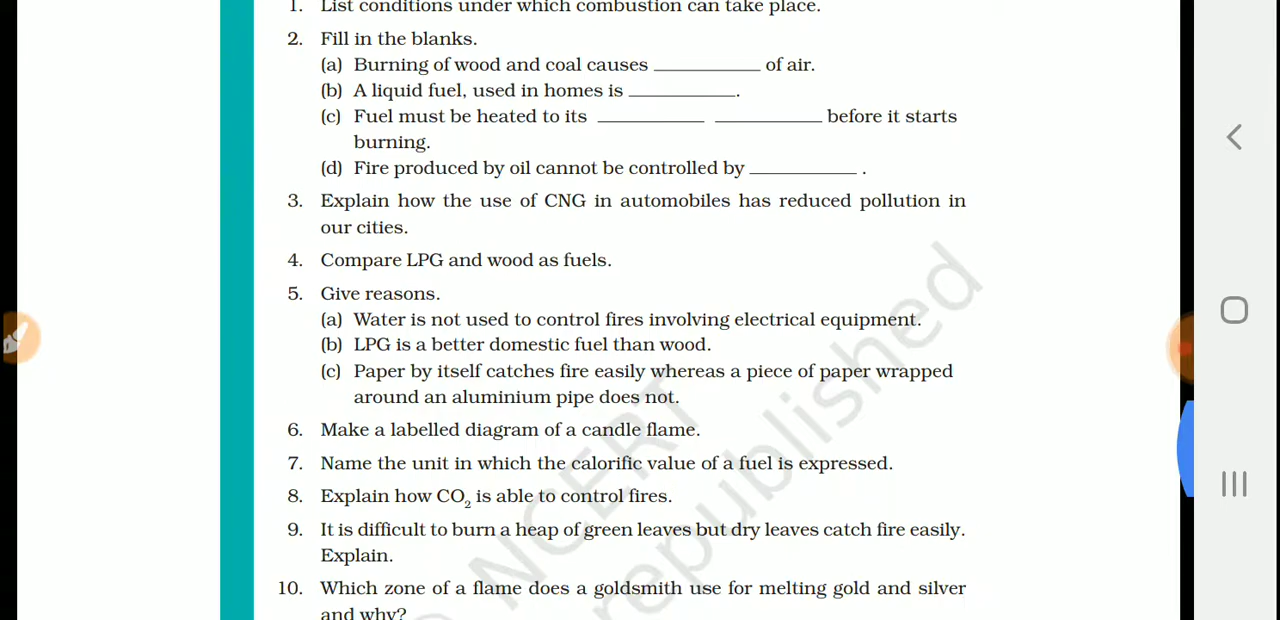 1. List conditions under which combustion can take place.
2. Fill in the blanks.
(a) Burning of wood and coal causes ___________ of air.
(b) A liquid fuel, used in homes is ___________.
(c) Fuel must be heated to its ___________ ___________ before it starts
burning.
(d) Fire produced by oil cannot be controlled by ___________ .
3. Explain how the use of CNG in automobiles has reduced pollution in
our cities.
4. Compare LPG and wood as fuels.
5. Give reasons.
(a) Water is not used to control fires involving electrical equipment.
(b) LPG is a better domestic fuel than wood.
(c) Paper by itself catches fire easily whereas a piece of paper wrapped
around an aluminium pipe does not.
6. Make a labelled diagram of a candle flame.
7. Name the unit in which the calorific value of a fuel is expressed.
8. Explain how CO₂ is able to control fires.
9. It is difficult to burn a heap of green leaves but dry leaves catch fire easily.
Explain.
10. Which zone of a flame does a goldsmith use for melting gold and silver
and why?
NCERT
republished